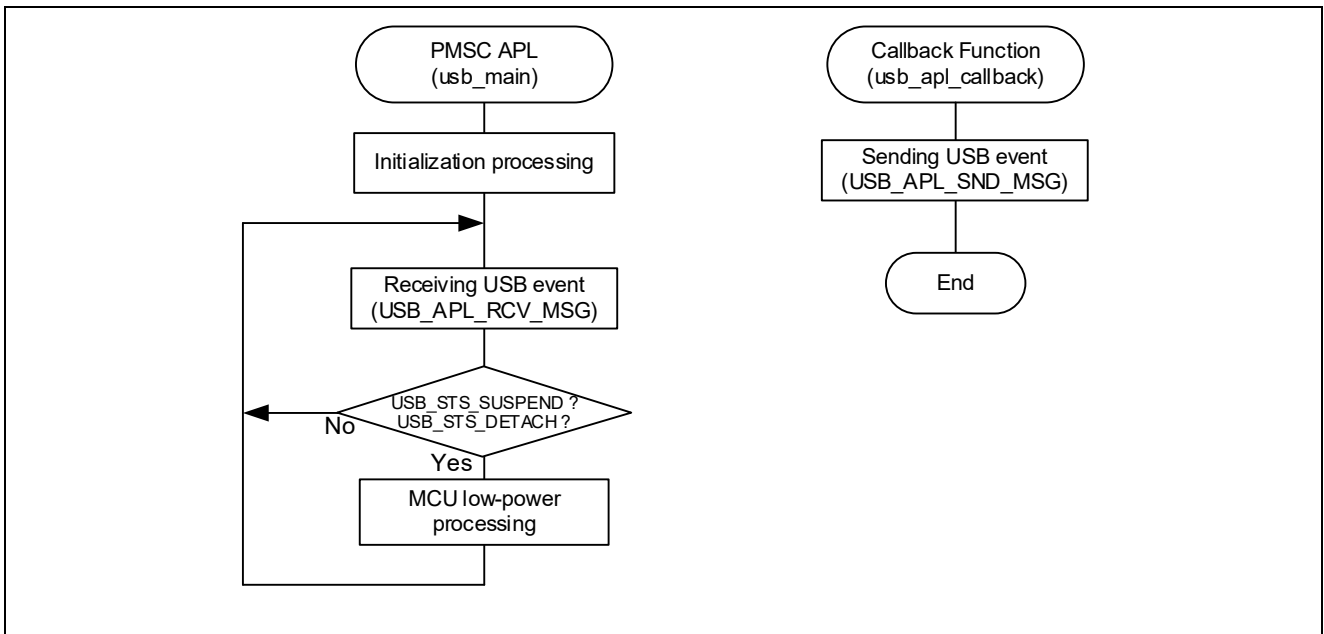 PMSC APL
(usb_main)
Initialization processing
Receiving USB event
(USB_APL_RCV_MSG)
USB_STS_SUSPEND ?
USB_STS_DETACH ?
No
Yes
MCU low-power
processing
Callback Function
(usb_apl_callback)
Sending USB event
(USB_APL_SND_MSG)
End